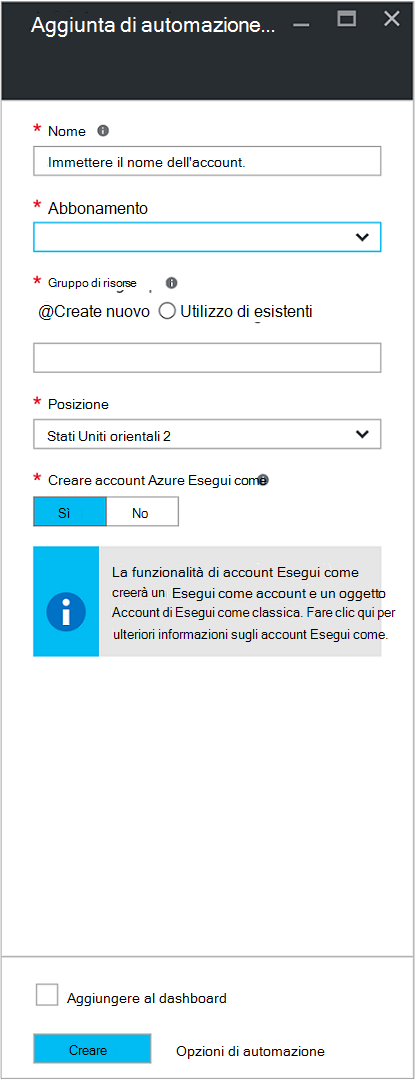 Aggiunta di automazione...
* Nome
Immettere il nome dell'account.
* Abbonamento
* Gruppo di risorse
@Create nuovo Utilizzo di esistenti
* Posizione
Stati Uniti orientali 2
* Creare account Azure Esegui come
Sì No
La funzionalità di account Esegui come
creerà un Esegui come account e un oggetto
Account di Esegui come classica. Fare clic qui per
ulteriori informazioni sugli account Esegui come.
Aggiungere al dashboard
Creare Opzioni di automazione